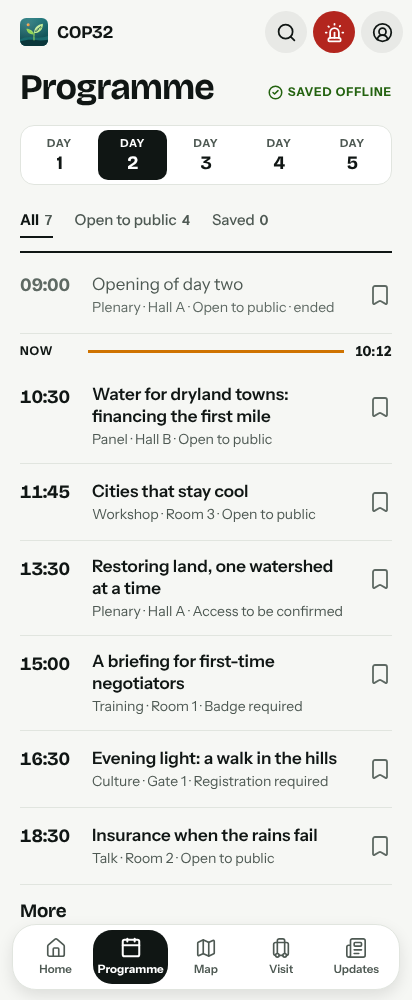 COP32
Programme
SAVED OFFLINE
DAY DAY DAY DAY DAY
1 2 3 4 5
All 7 Open to public 4 Saved 0
09:00 Opening of day two
Plenary · Hall A · Open to public · ended
NOW 10:12
10:30 Water for dryland towns:
financing the first mile
Panel · Hall B · Open to public
11:45 Cities that stay cool
Workshop · Room 3 · Open to public
13:30 Restoring land, one watershed
at a time
Plenary · Hall A · Access to be confirmed
15:00 A briefing for first-time
negotiators
Training · Room 1 · Badge required
16:30 Evening light: a walk in the hills
Culture · Gate 1 · Registration required
18:30 Insurance when the rains fail
Talk · Room 2 · Open to public
More
Home Programme Map Visit Updates